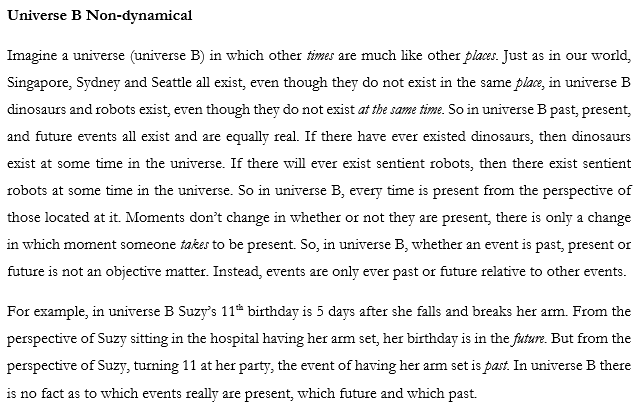 Universe B Non-dynamical
Imagine a universe (universe B) in which other times are much like other places. Just as in our world,
Singapore, Sydney and Seattle all exist, even though they do not exist in the same place, in universe B
dinosaurs and robots exist, even though they do not exist at the same time. So in universe B past, present,
and future events all exist and are equally real. If there have ever existed dinosaurs, then dinosaurs
exist at some time in the universe. If there will ever exist sentient robots, then there exist sentient
robots at some time in the universe. So in universe B, every time is present from the perspective of
those located at it. Moments don't change in whether or not they are present, there is only a change
in which moment someone takes to be present. So, in universe B, whether an event is past, present or
future is not an objective matter. Instead, events are only ever past or future relative to other events.
For example, in universe B Suzy's 11th birthday is 5 days after she falls and breaks her arm. From the
perspective of Suzy sitting in the hospital having her arm set, her birthday is in the future. But from the
perspective of Suzy, turning 11 at her party, the event of having her arm set is past. In universe B there
is no fact as to which events really are present, which future and which past.